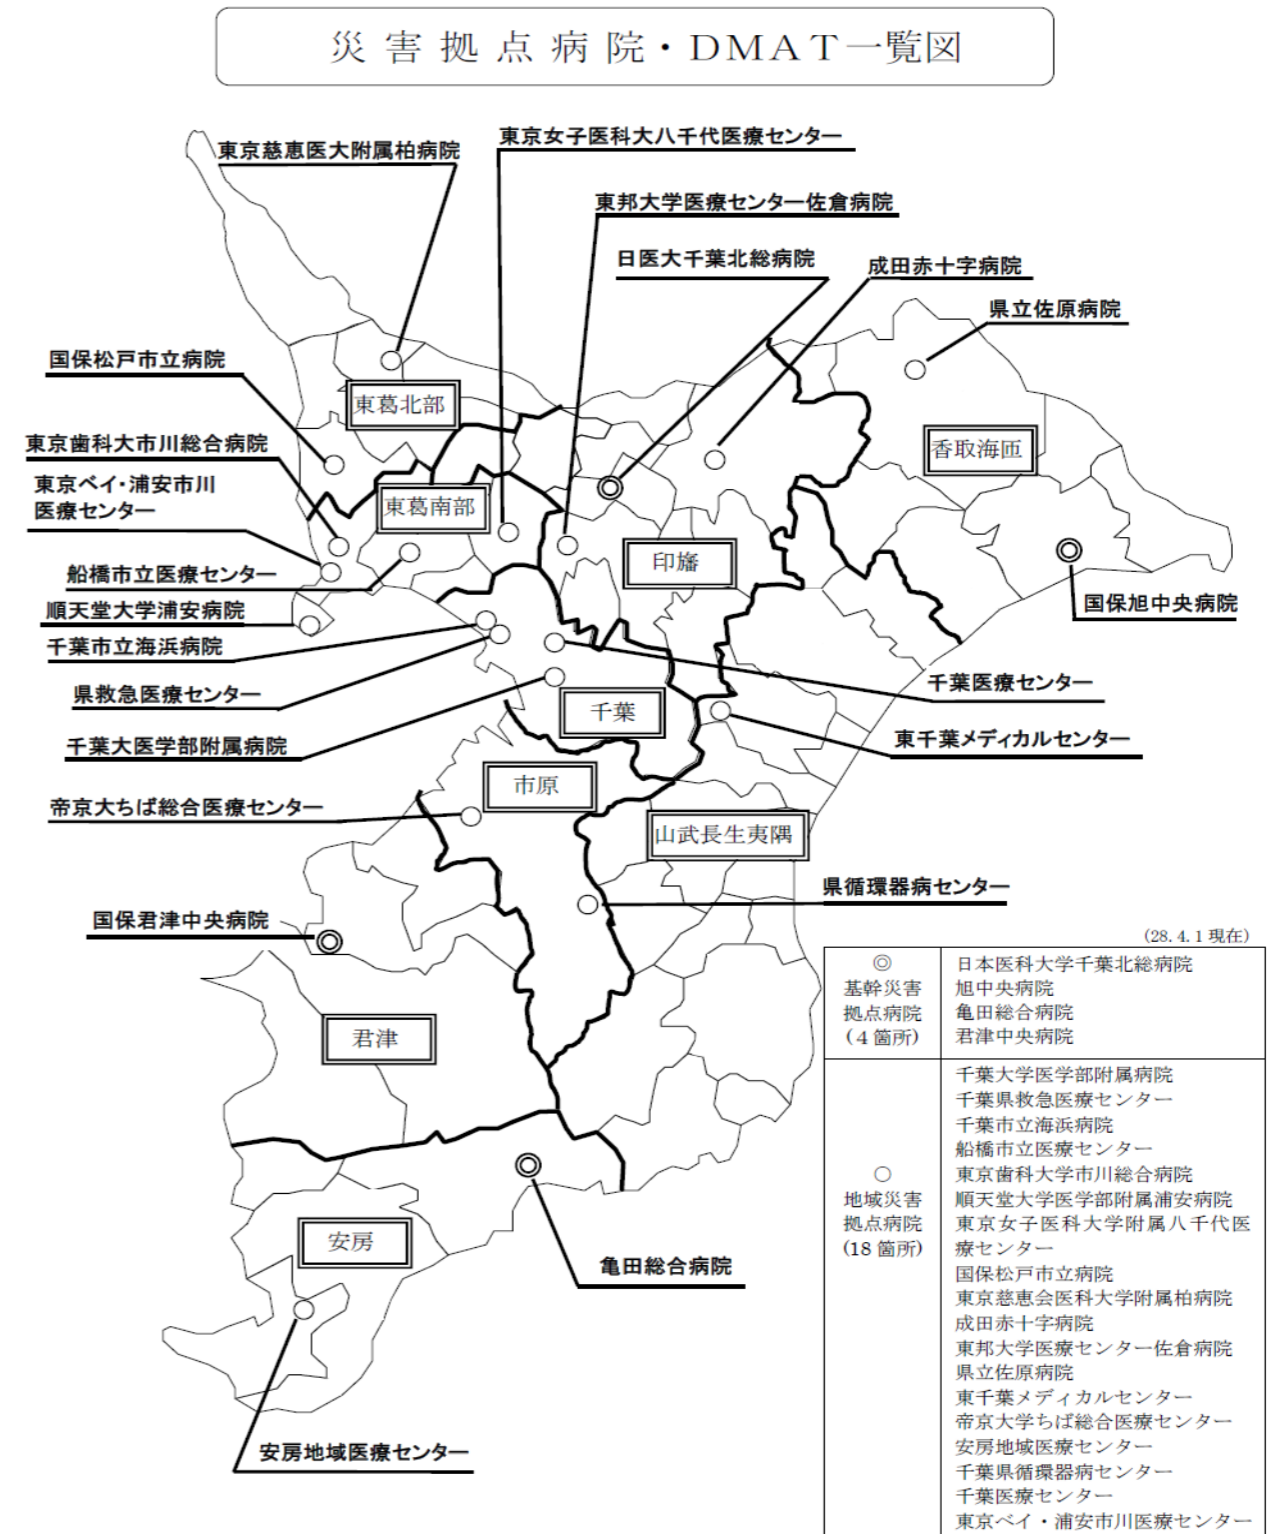 災害拠点病院・DMAT一覧図
東京慈恵医大附属柏病院
東京女子医科大八千代医療センター
東邦大学医療センター佐倉病院
日医大千葉北総病院
成田赤十字病院
県立佐原病院
国保松戸市立病院
東葛北部
東京歯科大市川総合病院
香取海匝
東京ベイ・浦安市川
医療センター
東葛南部
印旛
船橋市立医療センター
順天堂大学浦安病院
国保旭中央病院
千葉市立海浜病院
県救急医療センター
千葉医療センター
千葉
千葉大医学部附属病院
東千葉メディカルセンター
市原
帝京大ちば総合医療センター
山武長生夷隅
県循環器病センター
国保君津中央病院
君津
安房
亀田総合病院
安房地域医療センター
(28.4.1現在)
◎
基幹災害
拠点病院
(4箇所)
日本医科大学千葉北総病院
旭中央病院
亀田総合病院
君津中央病院
○
地域災害
拠点病院
(18箇所)
千葉大学医学部附属病院
千葉県救急医療センター
千葉市立海浜病院
船橋市立医療センター
東京歯科大学市川総合病院
順天堂大学医学部附属浦安病院
東京女子医科大学附属八千代医
療センター
国保松戸市立病院
東京慈恵会医科大学附属柏病院
成田赤十字病院
東邦大学医療センター佐倉病院
県立佐原病院
東千葉メディカルセンター
帝京大学ちば総合医療センター
安房地域医療センター
千葉県循環器病センター
千葉医療センター
東京ベイ・浦安市川医療センター